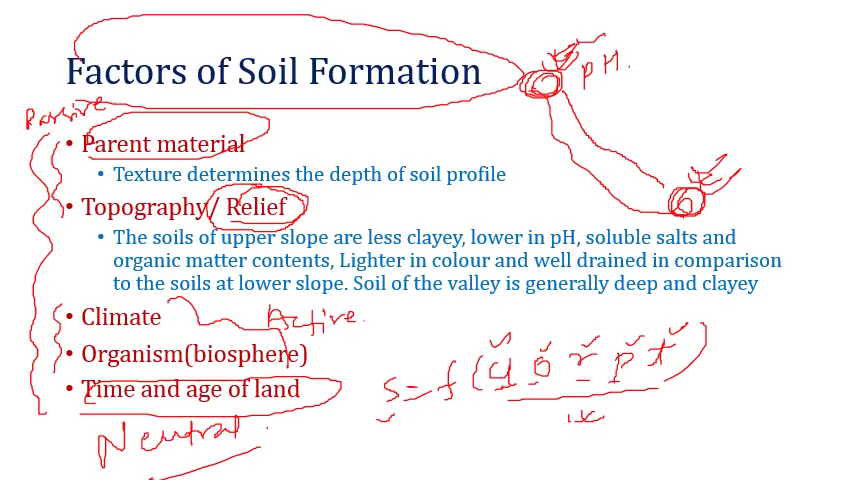 Factors of Soil Formation
pH.
Passive
• Parent material
• Texture determines the depth of soil profile
• Topography/ Relief
• The soils of upper slope are less clayey, lower in pH, soluble salts and
organic matter contents, Lighter in colour and well drained in comparison
to the soils at lower slope. Soil of the valley is generally deep and clayey
• Climate
Active.
• Organism(biosphere)
• Time and age of land
s = f (cl o r p t)
Neutral.